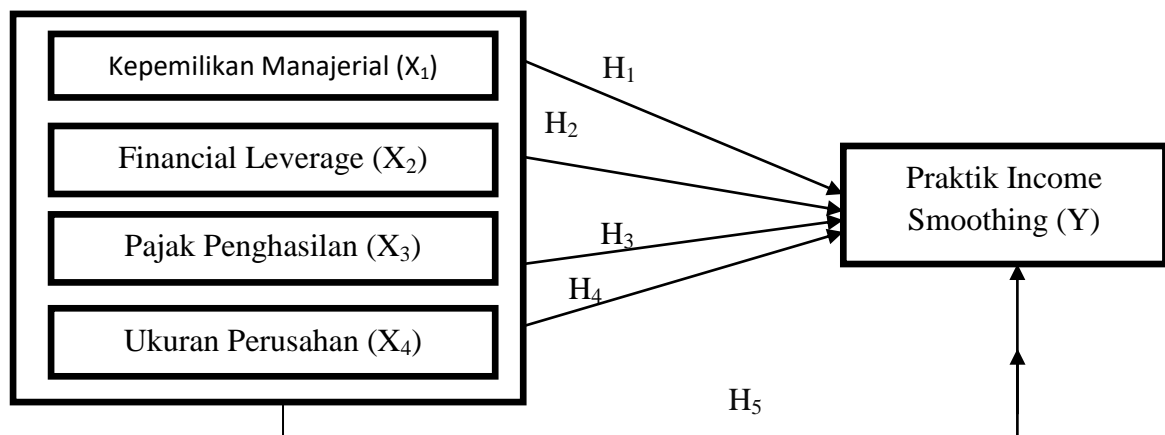 Kepemilikan Manajerial (X₁)
H₁
H₂
Financial Leverage (X₂)
Praktik Income
Smoothing (Y)
Pajak Penghasilan (X₃)
H₃
H₄
Ukuran Perusahan (X₄)
H₅